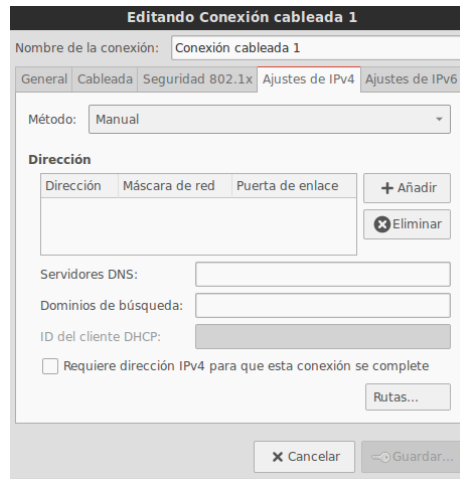 Editando Conexión cableada 1
Nombre de la conexión: Conexión cableada 1
General Cableada Seguridad 802.1x Ajustes de IPv4 Ajustes de IPv6
Método: Manual
Dirección
Dirección Máscara de red Puerta de enlace
Añadir
Eliminar
Servidores DNS:
Dominios de búsqueda:
ID del cliente DHCP:
Requiere dirección IPv4 para que esta conexión se complete
Rutas...
Cancelar Guardar...